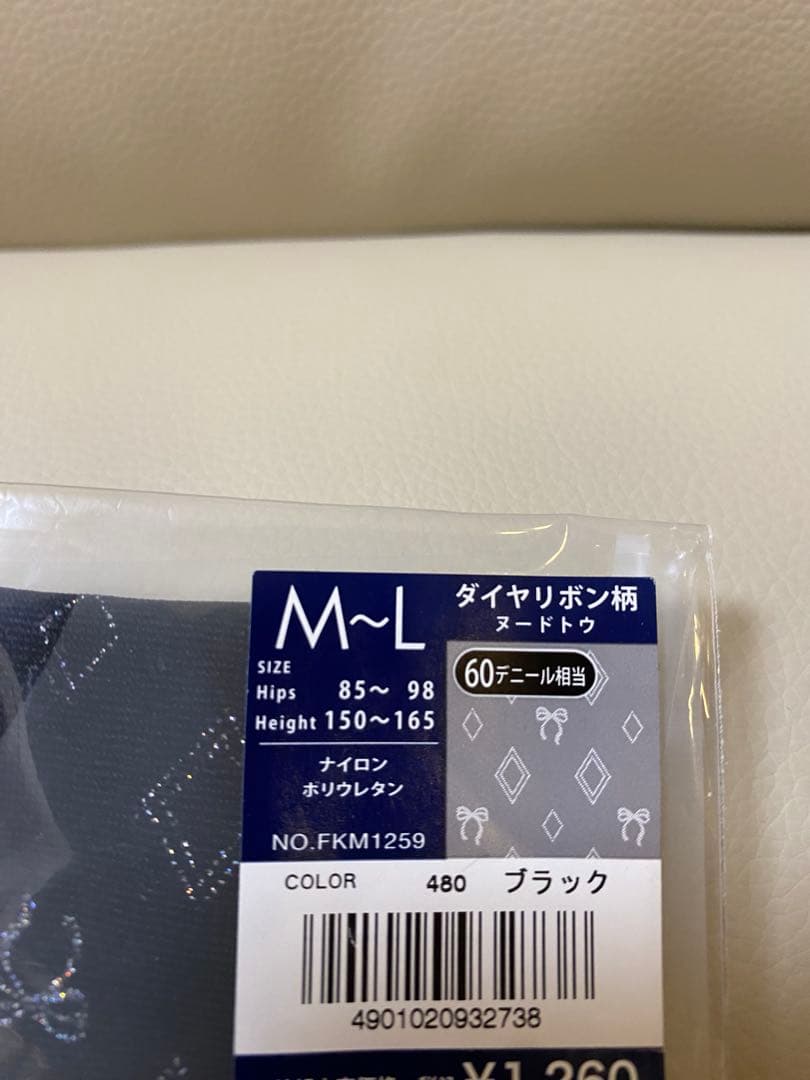 M～L
SIZE
Hips 85～ 98
Height 150～165
ナイロン
ポリウレタン
NO.FKM1259
ダイヤリボン柄
ヌードトウ
60デニール相当
COLOR 480 ブラック
4901020932738
¥1,260